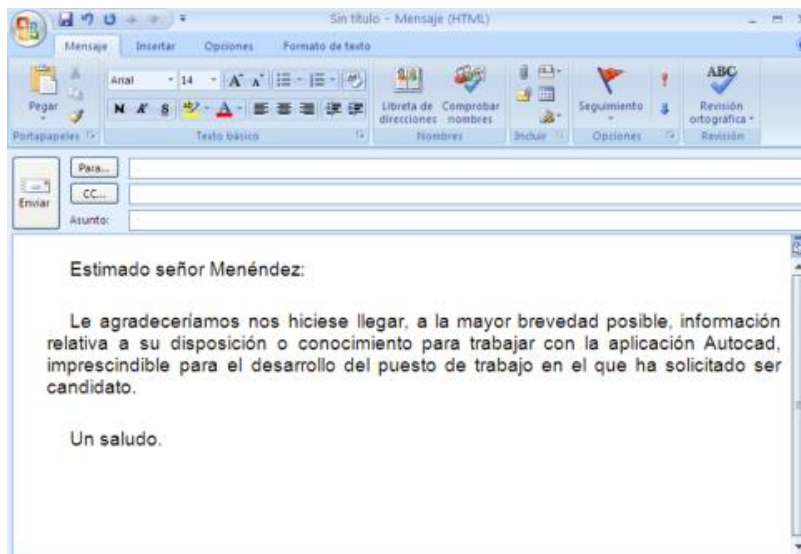 Sin título - Mensaje (HTML)
Mensaje Insertar Opciones Formato de texto
Arial 14
Pegar N K S Libreta de direcciones Comprobar nombres Seguimiento ABC Revisión ortográfica
Portapapeles Texto básico Nombres Incluir Opciones Revisión
Para...
CC...
Enviar
Asunto:
Estimado señor Menéndez:
Le agradeceríamos nos hiciese llegar, a la mayor brevedad posible, información
relativa a su disposición o conocimiento para trabajar con la aplicación Autocad,
imprescindible para el desarrollo del puesto de trabajo en el que ha solicitado ser
candidato.
Un saludo.